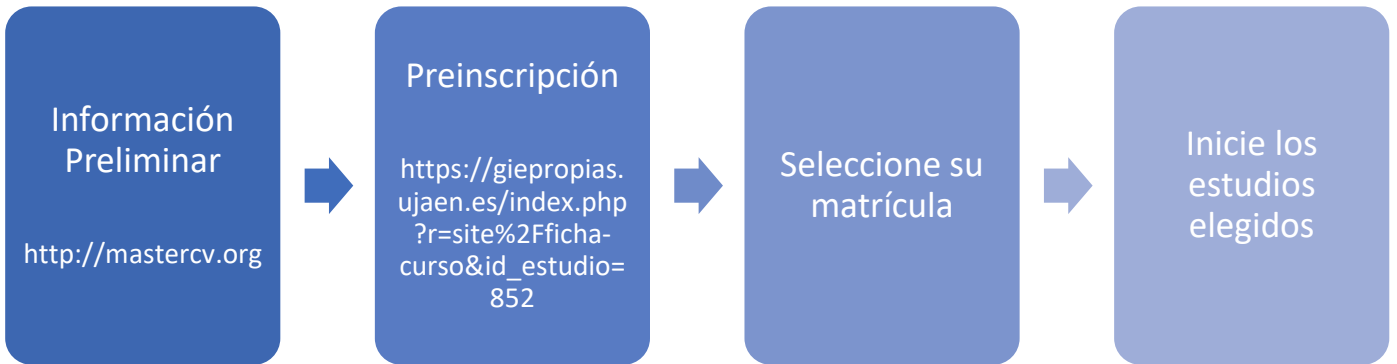 Información
Preliminar
http://mastercv.org
Preinscripción
https://giepropias.
ujaen.es/index.php
?r=site%2Fficha-
curso&id_estudio=
852
Seleccione su
matrícula
Inicie los
estudios
elegidos